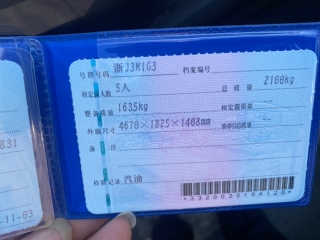 号牌号码 浙J3M1G3 档案编号
核定载人数 5人 总质量 2100kg
整备质量 1635kg 核定载质量 --
外廓尺寸 4670×1825×1468mm 准牵引总质量 --
备注
检验记录 汽油
831
-11-03